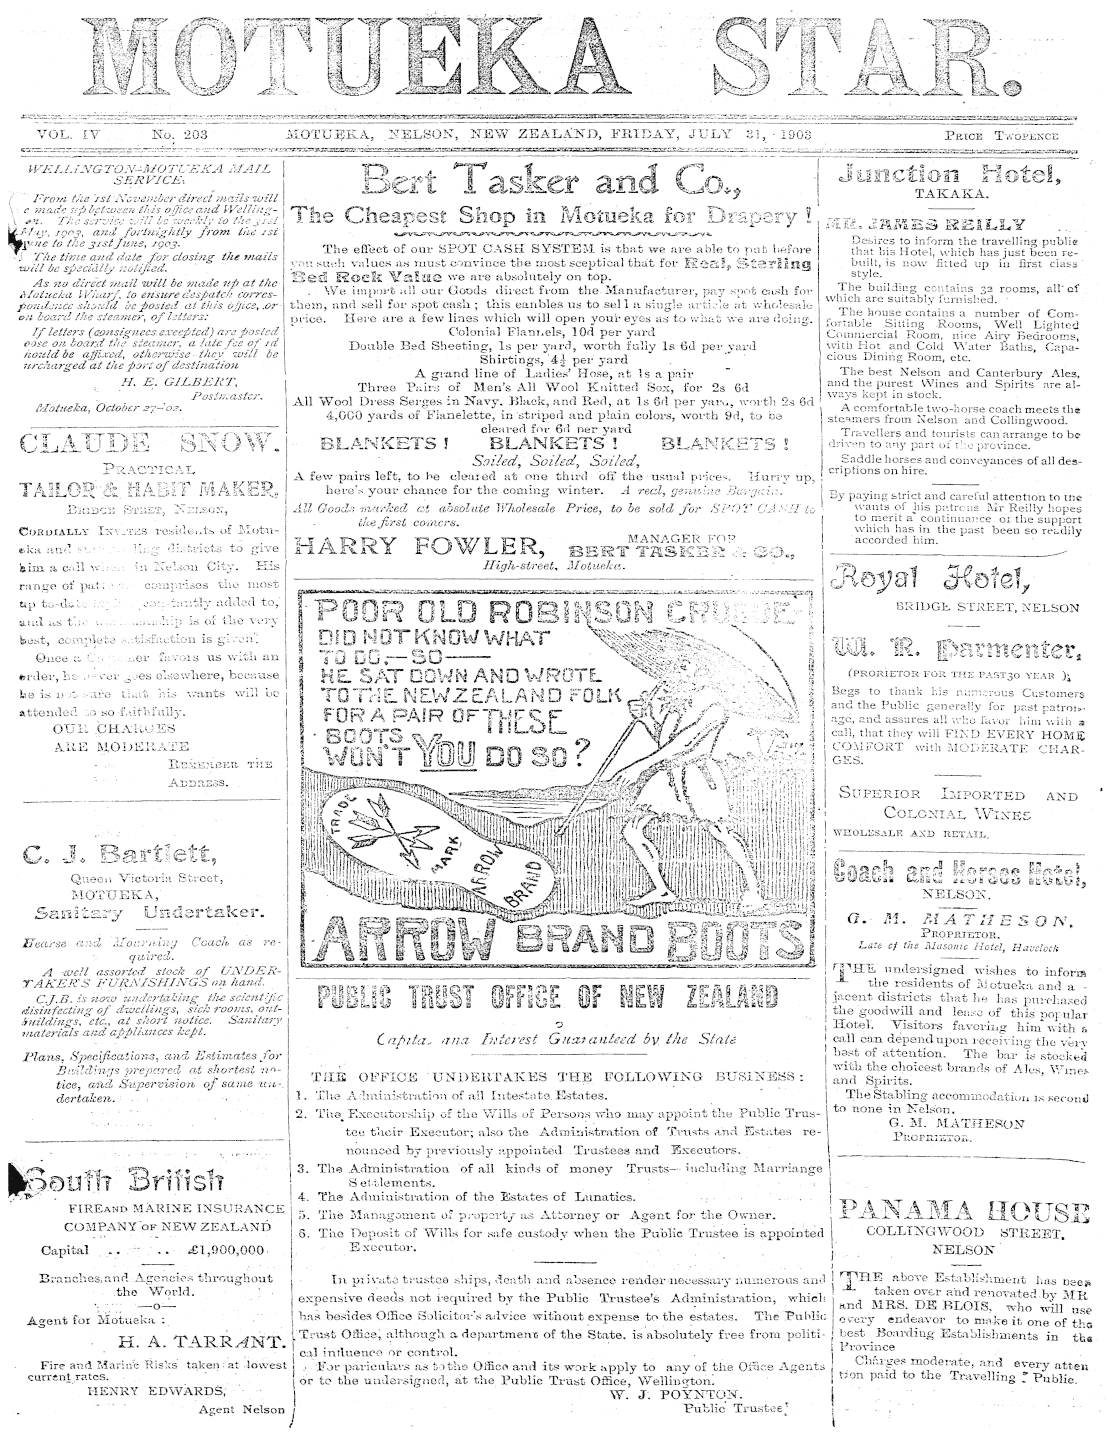 MOTUEKA STAR.
VOL. IV No. 203 MOTUEKA, NELSON, NEW ZEALAND, FRIDAY, JULY 31, 1903 PRICE TWOPENCE
WELLINGTON-MOTUEKA MAIL
SERVICE.
From the 1st November direct mails will
e made up between this office and Welling-
on. The service will be weekly to the 31st
May, 1903, and fortnightly from the 1st
une to the 31st June, 1903.
The time and date for closing the mails
will be specially notified.
As no direct mail will be made up at the
Motueka Wharf, to ensure despatch corres-
pondence should be posted at this office, or
on board the steamer, of letters:
If letters (consignees excepted) are posted
oose on board the steamer, a late fee of 1d
hould be affixed, otherwise they will be
urcharged at the port of destination
H. E. GILBERT,
Postmaster.
Motueka, October 27-'02.
CLAUDE SNOW.
PRACTICAL
TAILOR & HABIT MAKER,
BRIDGE STRET, NELSON,
CORDIALLY INVITES residents of Motu-
eka and surrounding districts to give
him a call when in Nelson City. His
range of comprises the most
up to-date constantly added to,
and as the is of the very
best, complete satisfaction is given.
Once a Customer favors us with an
order, he never goes elsewhere, because
he is not sure that his wants will be
attended to so faithfully.
OUR CHARGES
ARE MODERATE
REMEMBER THE
ADDRESS.
C. J. Bartlett,
Queen Victoria Street,
MOTUEKA,
Sanitary Undertaker.
Hearse and Mourning Coach as re-
quired.
A well assorted stock of UNDER-
TAKER'S FURNISHINGS on hand.
C.J.B. is now undertaking the scientific
disinfecting of dwellings, sick rooms, out-
buildings, etc., at short notice. Sanitary
materials and appliances kept.
Plans, Specifications, and Estimates for
Buildings prepared at shortest no-
tice, and Supervision of same un-
dertaken.
South British
FIRE AND MARINE INSURANCE
COMPANY OF NEW ZEALAND
Capital .. .. £1,900,000
Branches and Agencies throughout
the World.
—o—
Agent for Motueka :
H. A. TARRANT.
Fire and Marine Risks taken at lowest
current rates.
HENRY EDWARDS,
Agent Nelson
Bert Tasker and Co.,
The Cheapest Shop in Motueka for Drapery !
The effect of our SPOT CASH SYSTEM is that we are able to put before
you such values as must convince the most sceptical that for Real, Sterling
Bed Rock Value we are absolutely on top.
We import all our Goods direct from the Manufacturer, pay spot cash for
them, and sell for spot cash ; this eanbles us to sell a single article at wholesale
price. Here are a few lines which will open your eyes as to what we are doing.
Colonial Flannels, 10d per yard
Double Bed Sheeting, 1s per yard, worth fully 1s 6d per yard
Shirtings, 4½ per yard
A grand line of Ladies' Hose, at 1s a pair
Three Pairs of Men's All Wool Knitted Sox, for 2s 6d
All Wool Dress Serges in Navy. Black, and Red, at 1s 6d per yard, worth 2s 6d
4,000 yards of Flanelette, in striped and plain colors, worth 9d, to be
cleared for 6d per yard
BLANKETS ! BLANKETS ! BLANKETS !
Soiled, Soiled, Soiled,
A few pairs left, to be cleared at one third off the usual prices. Hurry up,
here's your chance for the coming winter. A real, genuine Bargain.
All Goods marked at absolute Wholesale Price, to be sold for SPOT CASH to
the first comers.
HARRY FOWLER, MANAGER FOR
BERT TASKER & CO.,
High-street, Motueka.
POOR OLD ROBINSON CRUSOE
DID NOT KNOW WHAT
TO DO,—SO—
HE SAT DOWN AND WROTE
TO THE NEW ZEALAND FOLK
FOR A PAIR OF THESE
BOOTS
WON'T YOU DO SO?
TRADE
MARK
ARROW
BRAND
ARROW BRAND BOOTS
PUBLIC TRUST OFFICE OF NEW ZEALAND
Capital and Interest Guaranteed by the State
THE OFFICE UNDERTAKES THE FOLLOWING BUSINESS :
1. The Administration of all Intestate Estates.
2. The Executorship of the Wills of Persons who may appoint the Public Trus-
tee their Executor; also the Administration of Trusts and Estates re-
nounced by previously appointed Trustees and Executors.
3. The Administration of all kinds of money Trusts—including Marriange
Settlements.
4. The Administration of the Estates of Lunatics.
5. The Management of property as Attorney or Agent for the Owner.
6. The Deposit of Wills for safe custody when the Public Trustee is appointed
Executor.
In private trustee ships, death and absence render necessary numerous and
expensive deeds not required by the Public Trustee's Administration, which
has besides Office Solicitor's advice without expense to the estates. The Public
Trust Office, although a department of the State. is absolutely free from politi-
cal induence or control.
For pariculars as to the Office and its work apply to any of the Office Agents
or to the undersigned, at the Public Trust Office, Wellington.
W. J. POYNTON.
Public Trustee.
Junction Hotel,
TAKAKA.
MR. JAMES REILLY
Desires to inform the travelling public
that his Hotel, which has just been re-
built, is now fitted up in first class
style.
The building contains 32 rooms, all of
which are suitably furnished.
The house contains a number of Com-
fortable Sitting Rooms, Well Lighted
Commercial Room, nice Airy Bedrooms,
with Hot and Cold Water Baths, Capa-
cious Dining Room, etc.
The best Nelson and Canterbury Ales,
and the purest Wines and Spirits are al-
ways kept in stock.
A comfortable two-horse coach meets the
steamers from Nelson and Collingwood.
Travellers and tourists can arrange to be
driven to any part of the province.
Saddle horses and conveyances of all des-
criptions on hire.
By paying strict and careful attention to the
wants of his patrons Mr Reilly hopes
to merit a continuance of the support
which has in the past been so readily
accorded him.
Royal Hotel,
BRIDGE STREET, NELSON
W. R. Parmenter,
(PRORIETOR FOR THE PAST 30 YEAR ),
Begs to thank his numerous Customers
and the Public generally for past patron-
age, and assures all who favor him with a
call, that they will FIND EVERY HOME
COMFORT with MODERATE CHAR-
GES.
SUPERIOR IMPORTED AND
COLONIAL WINES
WHOLESALE AND RETAIL.
Coach and Horses Hotel,
NELSON.
G. M. MATHESON,
PROPRIETOR.
Late of the Masonic Hotel, Havelock
THE undersigned wishes to inform
the residents of Motueka and a -
jacent districts that he has purchased
the goodwill and lease of this popular
Hotel. Visitors favoring him with a
call can depend upon receiving the very
best of attention. The bar is stocked
with the choicest brands of Ales, Wines
and Spirits.
The Stabling accommodation is second
to none in Nelson.
G. M. MATHESON
PROPRIETOR.
PANAMA HOUSE
COLLINGWOOD STREET,
NELSON
THE above Establishment has been
taken over and renovated by MR
and MRS. DE BLOIS, who will use
every endeavor to make it one of the
best Boarding Establishments in the
Province
Charges moderate, and every atten
tion paid to the Travelling Public.